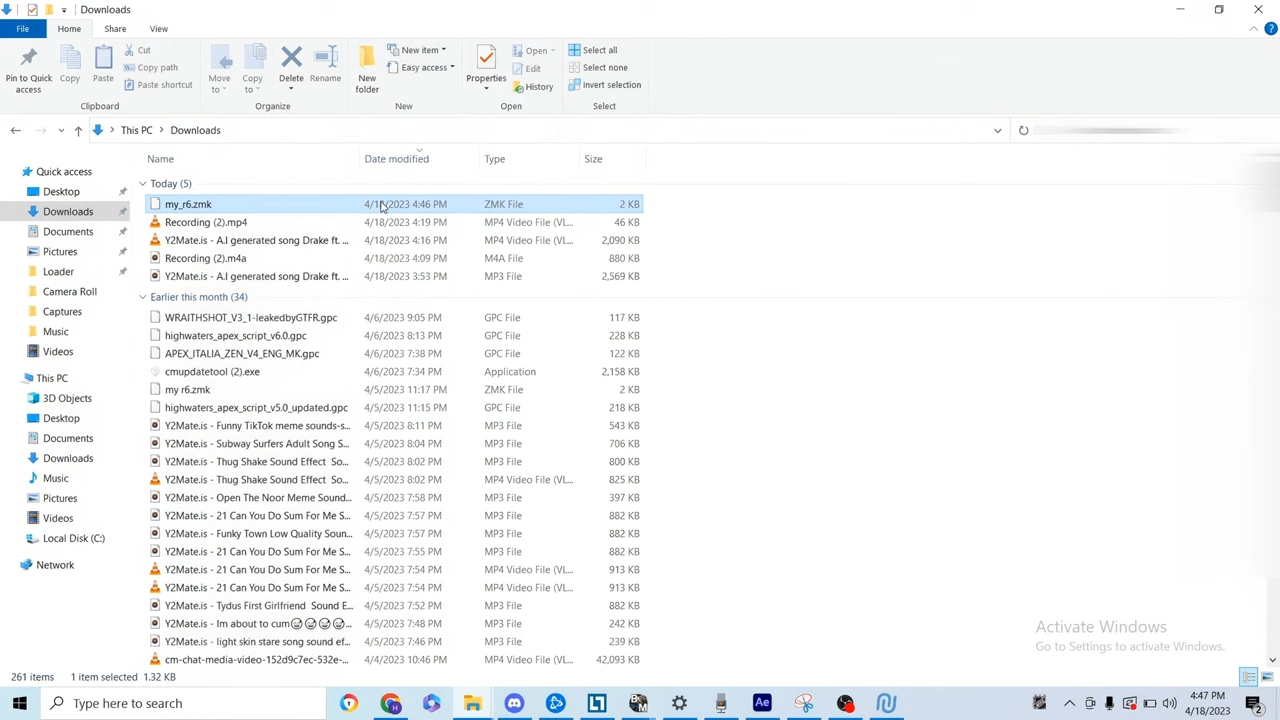 Downloads
File Home Share View
Pin to Quick access Copy Paste Cut Copy path Paste shortcut Move to Copy to Delete Rename New folder New item Easy access Properties Open Edit History Select all Select none Invert selection
Clipboard Organize New Open Select
This PC Downloads
Name Date modified Type Size
Quick access
Desktop
Downloads
Documents
Pictures
Loader
Camera Roll
Captures
Music
Videos
This PC
3D Objects
Desktop
Documents
Downloads
Music
Pictures
Videos
Local Disk (C:)
Network
Today (5)
my_r6.zmk 2023 4:46 PM ZMK File 2 KB
Recording (2).mp4 4/18/2023 4:19 PM MP4 Video File (VL... 46 KB
Y2Mate.is - A.I generated song Drake ft. ... 4/18/2023 4:16 PM MP4 Video File (VL... 2,090 KB
Recording (2).m4a 4/18/2023 4:09 PM M4A File 880 KB
Y2Mate.is - A.I generated song Drake ft. ... 4/18/2023 3:53 PM MP3 File 2,569 KB
Earlier this month (34)
WRAITHSHOT_V3_1-leakedbyGTFR.gpc 4/6/2023 9:05 PM GPC File 117 KB
highwaters_apex_script_v6.0.gpc 4/6/2023 8:13 PM GPC File 228 KB
APEX_ITALIA_ZEN_V4_ENG_MK.gpc 4/6/2023 7:38 PM GPC File 122 KB
cmupdatetool (2).exe 4/6/2023 7:34 PM Application 2,158 KB
my r6.zmk 4/5/2023 11:17 PM ZMK File 2 KB
highwaters_apex_script_v5.0_updated.gpc 4/5/2023 11:15 PM GPC File 218 KB
Y2Mate.is - Funny TikTok meme sounds-s... 4/5/2023 8:11 PM MP3 File 543 KB
Y2Mate.is - Subway Surfers Adult Song S... 4/5/2023 8:04 PM MP3 File 706 KB
Y2Mate.is - Thug Shake Sound Effect So... 4/5/2023 8:02 PM MP3 File 800 KB
Y2Mate.is - Thug Shake Sound Effect So... 4/5/2023 8:02 PM MP4 Video File (VL... 825 KB
Y2Mate.is - Open The Noor Meme Sound... 4/5/2023 7:58 PM MP3 File 397 KB
Y2Mate.is - 21 Can You Do Sum For Me S... 4/5/2023 7:57 PM MP3 File 882 KB
Y2Mate.is - Funky Town Low Quality Soun... 4/5/2023 7:57 PM MP3 File 882 KB
Y2Mate.is - 21 Can You Do Sum For Me S... 4/5/2023 7:55 PM MP3 File 882 KB
Y2Mate.is - 21 Can You Do Sum For Me S... 4/5/2023 7:54 PM MP4 Video File (VL... 913 KB
Y2Mate.is - 21 Can You Do Sum For Me S... 4/5/2023 7:54 PM MP4 Video File (VL... 913 KB
Y2Mate.is - Tydus First Girlfriend Sound E... 4/5/2023 7:52 PM MP3 File 882 KB
Y2Mate.is - Im about to cum... 4/5/2023 7:48 PM MP3 File 242 KB
Y2Mate.is - light skin stare song sound ef... 4/5/2023 7:46 PM MP3 File 239 KB
cm-chat-media-video-152d9c7ec-532e-... 4/4/2023 10:46 PM MP4 Video File (VL... 42,093 KB
Activate Windows
Go to Settings to activate Windows.
261 items 1 item selected 1.32 KB
Type here to search
4:47 PM
4/18/2023
2